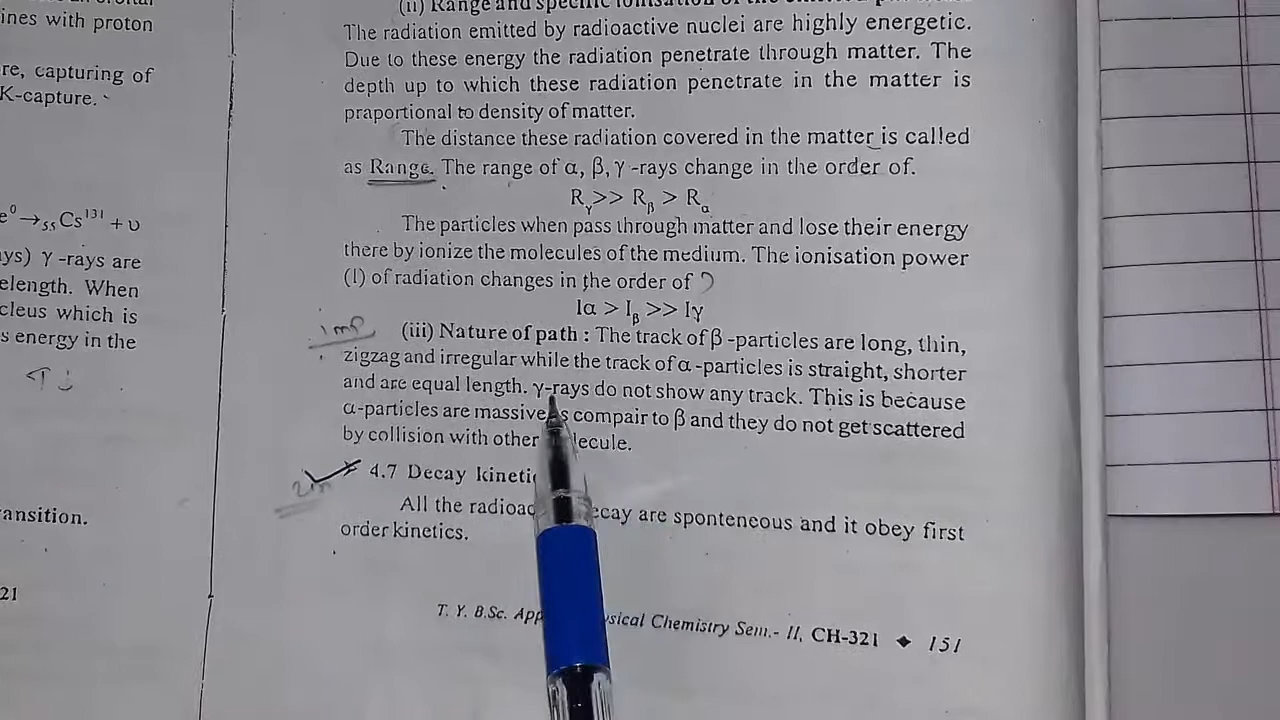 ines with proton
re, capturing of
K-capture.
e⁰→₅₅Cs¹³¹ + υ
ys) γ -rays are
elength. When
cleus which is
s energy in the
ansition.
21
(ii) Range and specific ionisation of the emitted
The radiation emitted by radioactive nuclei are highly energetic.
Due to these energy the radiation penetrate through matter. The
depth up to which these radiation penetrate in the matter is
praportional to density of matter.
The distance these radiation covered in the matter is called
as Range. The range of α, β, γ -rays change in the order of.
Rγ >> Rβ > Rα
The particles when pass through matter and lose their energy
there by ionize the molecules of the medium. The ionisation power
(I) of radiation changes in the order of
Iα > Iβ >> Iγ
imp
(iii) Nature of path : The track of β -particles are long, thin,
zigzag and irregular while the track of α -particles is straight, shorter
and are equal length. γ-rays do not show any track. This is because
α-particles are massive s compair to β and they do not get scattered
by collision with other lecule.
4.7 Decay kineti
All the radioac ecay are sponteneous and it obey first
order kinetics.
T. Y. B.Sc. App sical Chemistry Sem.- II, CH-321 ◆ 151